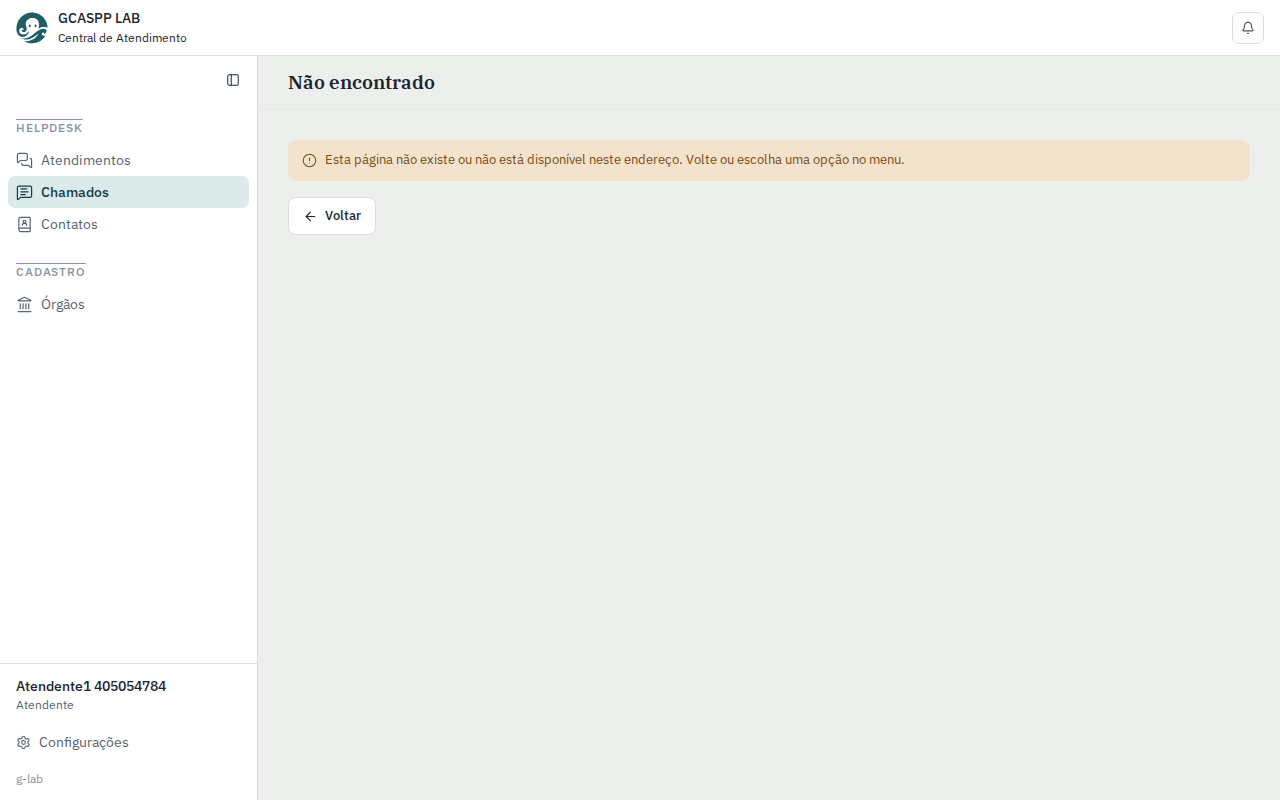 GCASPP LAB
Central de Atendimento
HELPDESK
Atendimentos
Chamados
Contatos
CADASTRO
Órgãos
Atendente1 405054784
Atendente
Configurações
g-lab
Não encontrado
Esta página não existe ou não está disponível neste endereço. Volte ou escolha uma opção no menu.
Voltar